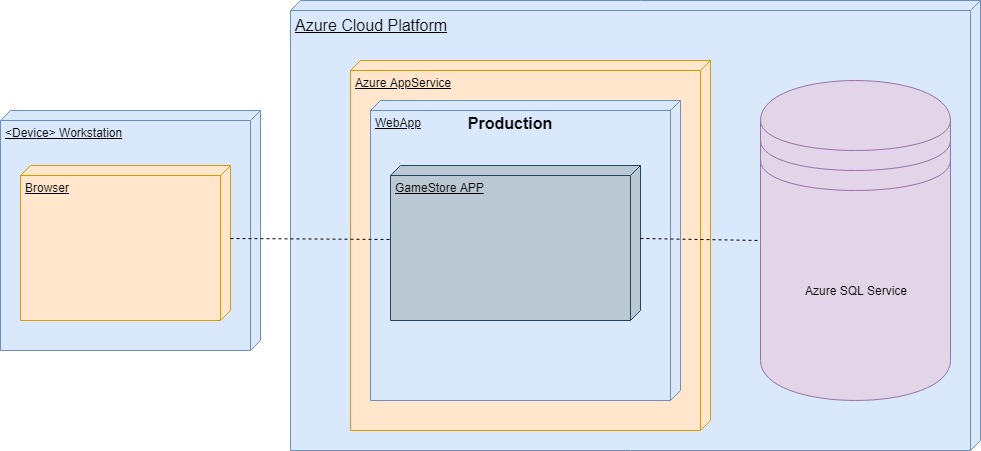 Azure Cloud Platform
Azure AppService
WebApp
Production
<Device> Workstation
Browser
GameStore APP
Azure SQL Service